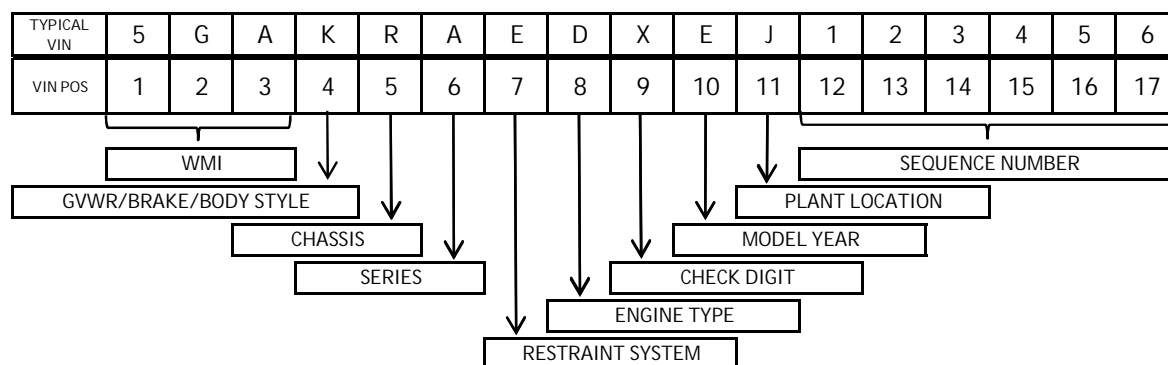 TYPICAL VIN 5 G A K R A E D X E J 1 2 3 4 5 6
VIN POS 1 2 3 4 5 6 7 8 9 10 11 12 13 14 15 16 17
WMI SEQUENCE NUMBER
GVWR/BRAKE/BODY STYLE PLANT LOCATION
CHASSIS MODEL YEAR
SERIES CHECK DIGIT
ENGINE TYPE
RESTRAINT SYSTEM